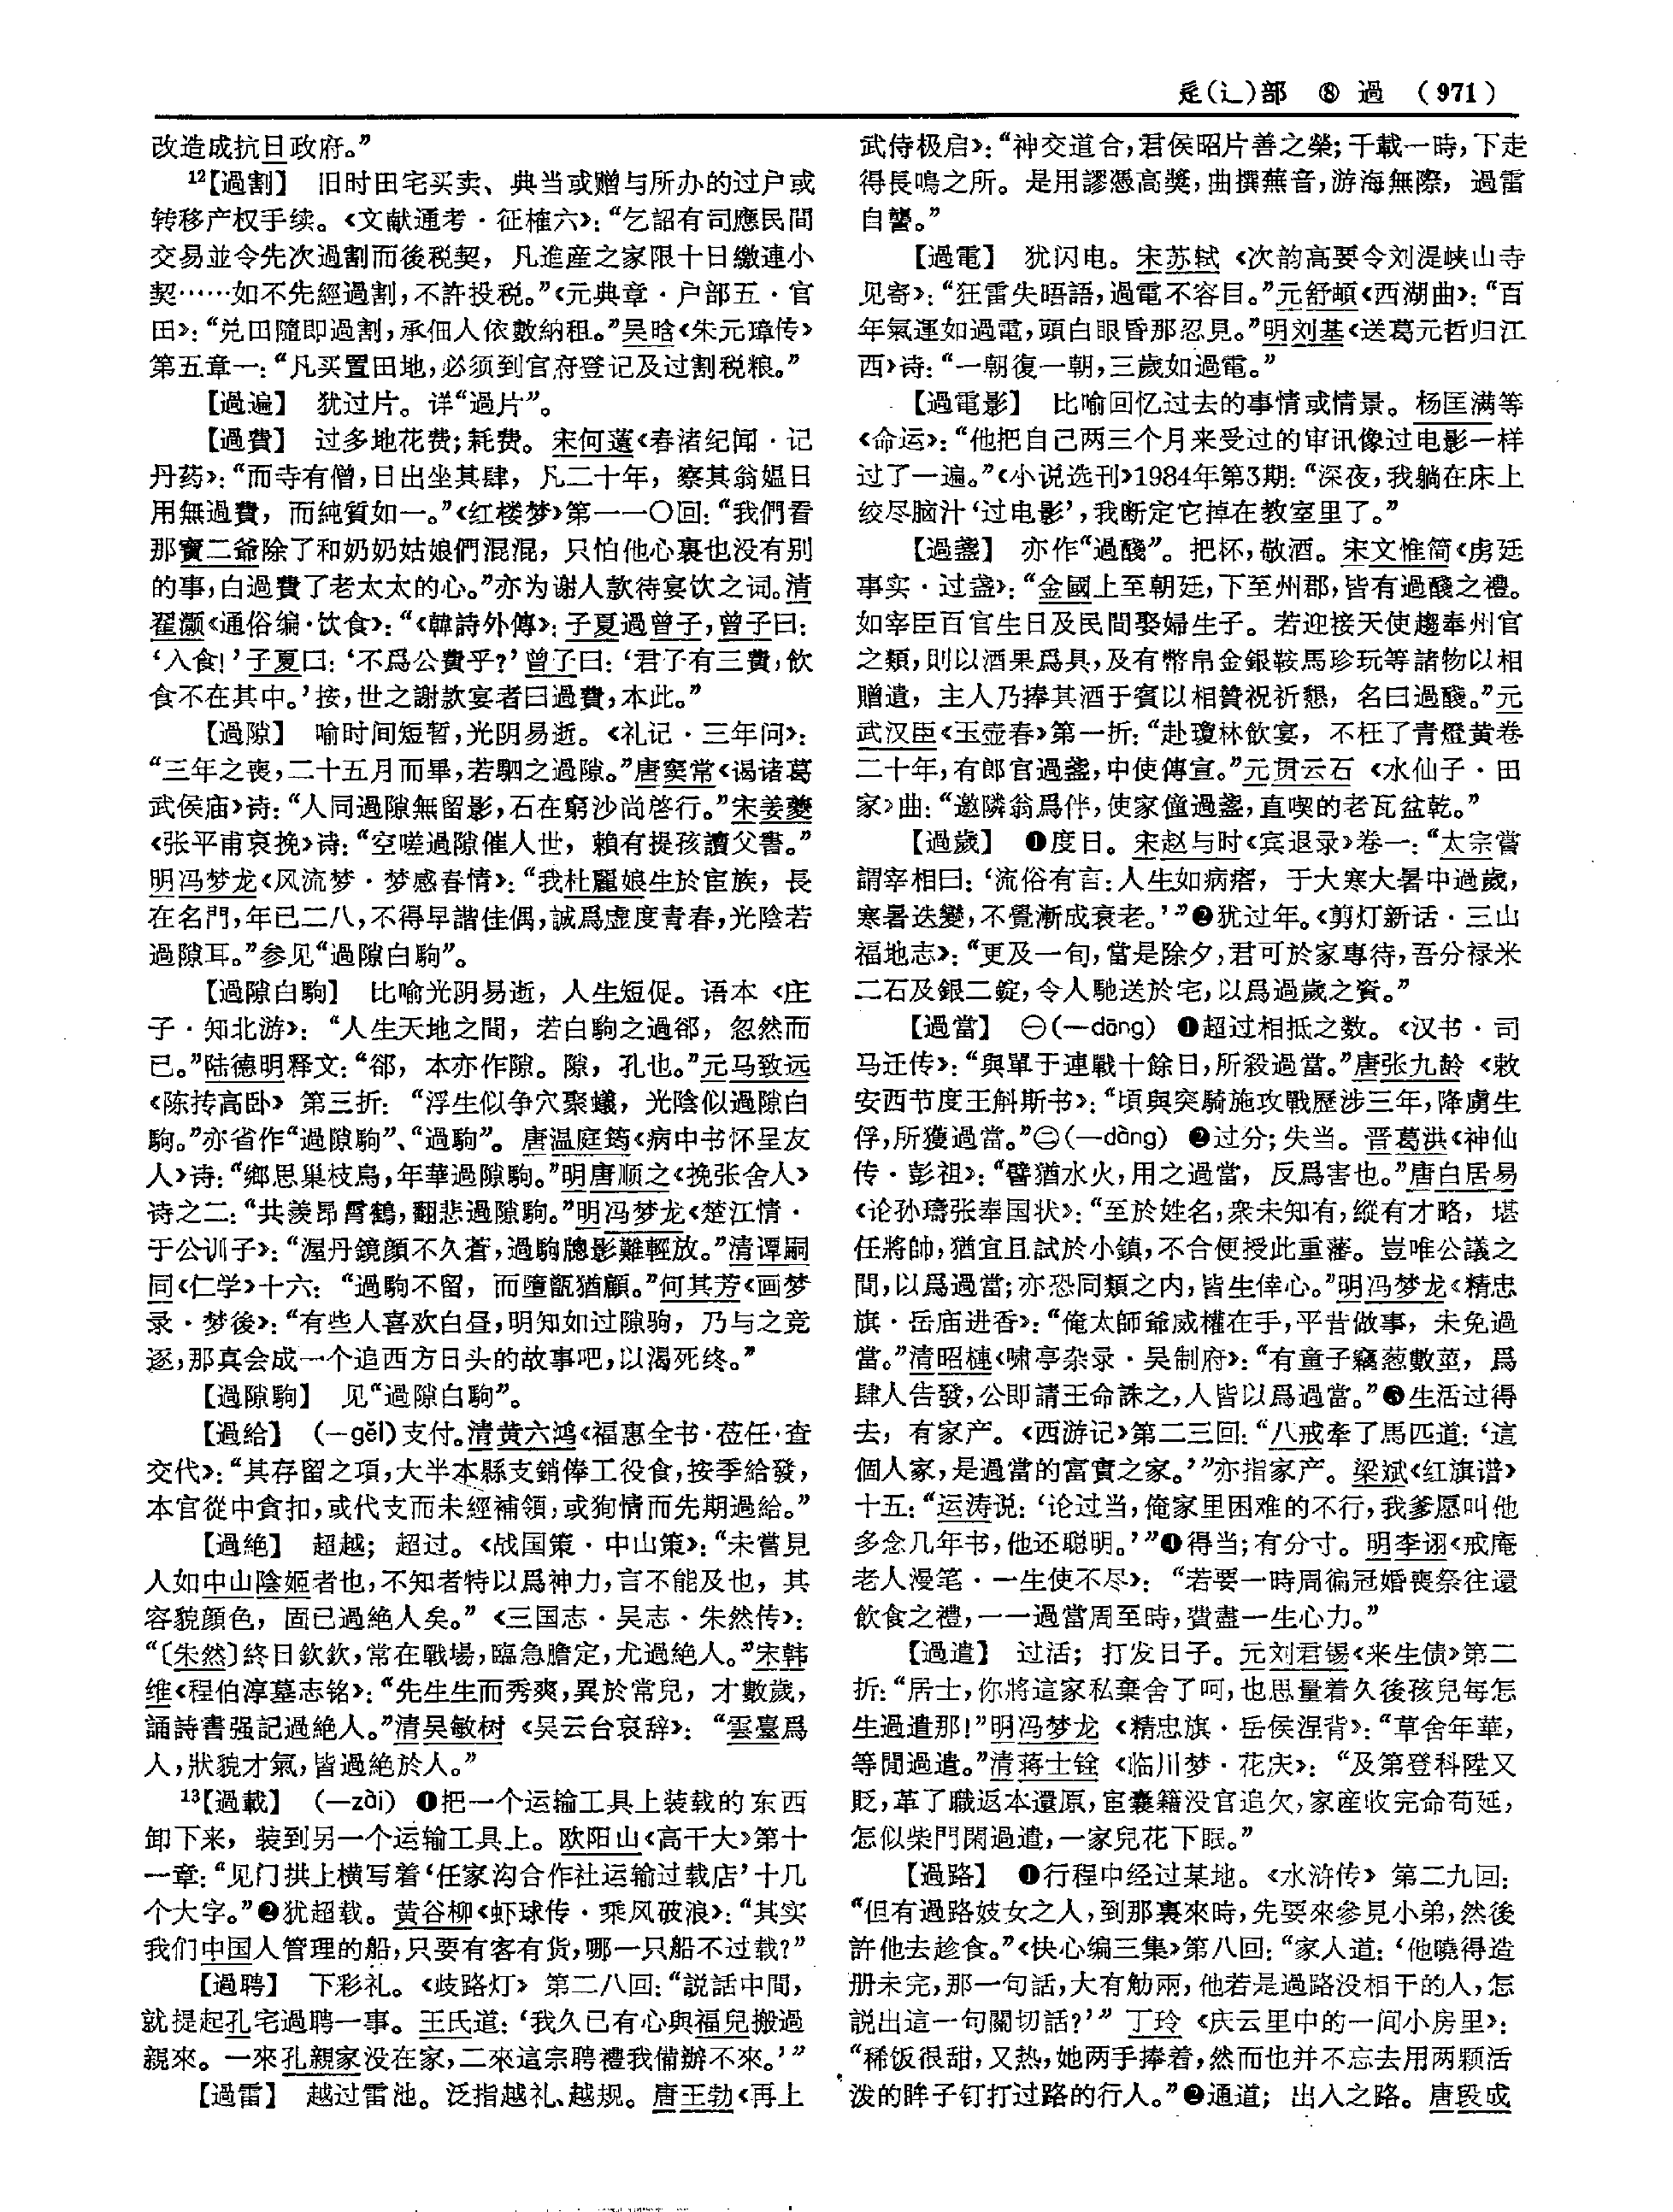 辵(辶)部　⑧　過　(971)
改造成抗日政府。”
¹²【過割】　旧时田宅买卖、典当或赠与所办的过户或
转移产权手续。《文献通考·征榷六》：“乞詔有司應民間
交易並令先次過割而後税契，凡進産之家限十日繳連小
契……如不先經過割，不許投税。”《元典章·户部五·官
田》：“兑田隨即過割，承佃人依數納租。”吴晗《朱元璋传》
第五章一：“凡买置田地，必须到官府登记及过割税粮。”
【過遍】　犹过片。详“過片”。
【過費】　过多地花费；耗费。宋何薳《春渚纪闻·记
丹药》：“而寺有僧，日出坐其肆，凡二十年，察其翁媪日
用無過費，而純質如一。”《红楼梦》第一一〇回：“我們看
那寳二爺除了和奶奶姑娘們混混，只怕他心裏也没有别
的事，白過費了老太太的心。”亦为谢人款待宴饮之词。清
翟灏《通俗编·饮食》：“《韓詩外傳》：子夏過曾子，曾子曰：
‘入食！’子夏曰：‘不爲公費乎？’曾子曰：‘君子有三費，飲
食不在其中。’按，世之謝款宴者曰過費，本此。”
【過隙】　喻时间短暂，光阴易逝。《礼记·三年问》：
“三年之喪，二十五月而畢，若駟之過隙。”唐窦常《谒诸葛
武侯庙》诗：“人同過隙無留影，石在窮沙尚啓行。”宋姜夔
《张平甫哀挽》诗：“空嗟過隙催人世，賴有提孩讀父書。”
明冯梦龙《风流梦·梦感春情》：“我杜麗娘生於宦族，長
在名門，年已二八，不得早諧佳偶，誠爲虚度青春，光陰若
過隙耳。”参见“過隙白駒”。
【過隙白駒】　比喻光阴易逝，人生短促。语本《庄
子·知北游》：“人生天地之間，若白駒之過郤，忽然而
已。”陆德明释文：“郤，本亦作隙。隙，孔也。”元马致远
《陈抟高卧》第三折：“浮生似争穴聚蟻，光陰似過隙白
駒。”亦省作“過隙駒”、“過駒”。唐温庭筠《病中书怀呈友
人》诗：“鄉思巢枝鳥，年華過隙駒。”明唐顺之《挽张舍人》
诗之二：“共羡昂霄鶴，翻悲過隙駒。”明冯梦龙《楚江情·
于公训子》：“渥丹鏡顔不久蒼，過駒牕影難輕放。”清谭嗣
同《仁学》十六：“過駒不留，而墮甑猶顧。”何其芳《画梦
录·梦後》：“有些人喜欢白昼，明知如过隙驹，乃与之竞
逐，那真会成一个追西方日头的故事吧，以渴死终。”
【過隙駒】　见“過隙白駒”。
【過給】　（—gěi）支付。清黄六鸿《福惠全书·莅任·查
交代》：“其存留之項，大半本縣支銷俸工役食，按季給發，
本官從中貪扣，或代支而未經補領，或狥情而先期過給。”
【過絶】　超越；超过。《战国策·中山策》：“未嘗見
人如中山陰姬者也，不知者特以爲神力，言不能及也，其
容貌顔色，固已過絶人矣。”《三国志·吴志·朱然传》：
“〔朱然〕終日欽欽，常在戰場，臨急膽定，尤過絶人。”宋韩
维《程伯淳墓志铭》：“先生生而秀爽，異於常兒，才數歲，
誦詩書强記過絶人。”清吴敏树《吴云台哀辞》：“雲臺爲
人，狀貌才氣，皆過絶於人。”
¹³【過載】　（—zài）❶把一个运输工具上装载的东西
卸下来，装到另一个运输工具上。欧阳山《高干大》第十
一章：“见门拱上横写着‘任家沟合作社运输过载店’十几
个大字。”❷犹超载。黄谷柳《虾球传·乘风破浪》：“其实
我们中国人管理的船，只要有客有货，哪一只船不过载？”
【過聘】　下彩礼。《歧路灯》第二八回：“説話中間，
就提起孔宅過聘一事。王氏道：‘我久已有心與福兒搬過
親來。一來孔親家没在家，二來這宗聘禮我備辦不來。’”
【過雷】　越过雷池。泛指越礼、越规。唐王勃《再上
武侍极启》：“神交道合，君侯昭片善之榮；千載一時，下走
得長鳴之所。是用謬憑高獎，曲撰蕪音，游海無際，過雷
自讋。”
【過電】　犹闪电。宋苏轼《次韵高要令刘湜峡山寺
见寄》：“狂雷失晤語，過電不容目。”元舒頔《西湖曲》：“百
年氣運如過電，頭白眼昏那忍見。”明刘基《送葛元哲归江
西》诗：“一朝復一朝，三歲如過電。”
【過電影】　比喻回忆过去的事情或情景。杨匡满等
《命运》：“他把自己两三个月来受过的审讯像过电影一样
过了一遍。”《小说选刊》1984年第3期：“深夜，我躺在床上
绞尽脑汁‘过电影’，我断定它掉在教室里了。”
【過盞】　亦作“過醆”。把杯，敬酒。宋文惟简《虏廷
事实·过盏》：“金國上至朝廷，下至州郡，皆有過醆之禮。
如宰臣百官生日及民間娶婦生子。若迎接天使趨奉州官
之類，則以酒果爲具，及有幣帛金銀鞍馬珍玩等諸物以相
贈遺，主人乃捧其酒于賓以相贊祝祈懇，名曰過醆。”元
武汉臣《玉壶春》第一折：“赴瓊林飲宴，不枉了青燈黄卷
二十年，有郎官過盞，中使傳宣。”元贯云石《水仙子·田
家》曲：“邀隣翁爲伴，使家僮過盞，直喫的老瓦盆乾。”
【過歲】　❶度日。宋赵与时《宾退录》卷一：“太宗嘗
謂宰相曰：‘流俗有言：人生如病瘖，于大寒大暑中過歲，
寒暑迭變，不覺漸成衰老。’”❷犹过年。《剪灯新话·三山
福地志》：“更及一旬，當是除夕，君可於家專待，吾分禄米
二石及銀二錠，令人馳送於宅，以爲過歲之資。”
【過當】　㊀（—dāng）❶超过相抵之数。《汉书·司
马迁传》：“與單于連戰十餘日，所殺過當。”唐张九龄《敕
安西节度王斛斯书》：“頃與突騎施攻戰歷涉三年，降虜生
俘，所獲過當。”㊁（—dàng）❷过分；失当。晋葛洪《神仙
传·彭祖》：“譬猶水火，用之過當，反爲害也。”唐白居易
《论孙璹张奉国状》：“至於姓名，衆未知有，縱有才略，堪
任將帥，猶宜且試於小鎮，不合便授此重藩。豈唯公議之
間，以爲過當；亦恐同類之内，皆生倖心。”明冯梦龙《精忠
旗·岳庙进香》：“俺太師爺威權在手，平昔做事，未免過
當。”清昭槤《啸亭杂录·吴制府》：“有童子竊葱數莖，爲
肆人告發，公即請王命誅之，人皆以爲過當。”❸生活过得
去，有家产。《西游记》第二三回：“八戒牽了馬匹道：‘這
個人家，是過當的富實之家。’”亦指家产。梁斌《红旗谱》
十五：“运涛说：‘论过当，俺家里困难的不行，我爹愿叫他
多念几年书，他还聪明。’”❹得当；有分寸。明李诩《戒庵
老人漫笔·一生使不尽》：“若要一時周徧冠婚喪祭往還
飲食之禮，一一過當周至時，費盡一生心力。”
【過遣】　过活；打发日子。元刘君锡《来生债》第二
折：“居士，你將這家私棄舍了呵，也思量着久後孩兒每怎
生過遣那！”明冯梦龙《精忠旗·岳侯涅背》：“草舍年華，
等閒過遣。”清蒋士铨《临川梦·花庆》：“及第登科陞又
貶，革了職返本還原，宦囊籍没官追欠，家産收完命苟延，
怎似柴門閑過遣，一家兒花下眠。”
【過路】　❶行程中经过某地。《水浒传》第二九回：
“但有過路妓女之人，到那裏來時，先要來參見小弟，然後
許他去趁食。”《快心编三集》第八回：“家人道：‘他曉得造
册未完，那一句話，大有觔兩，他若是過路没相干的人，怎
説出這一句關切話？’”丁玲《庆云里中的一间小房里》：
“稀饭很甜，又热，她两手捧着，然而也并不忘去用两颗活
泼的眸子钉打过路的行人。”❷通道；出入之路。唐段成